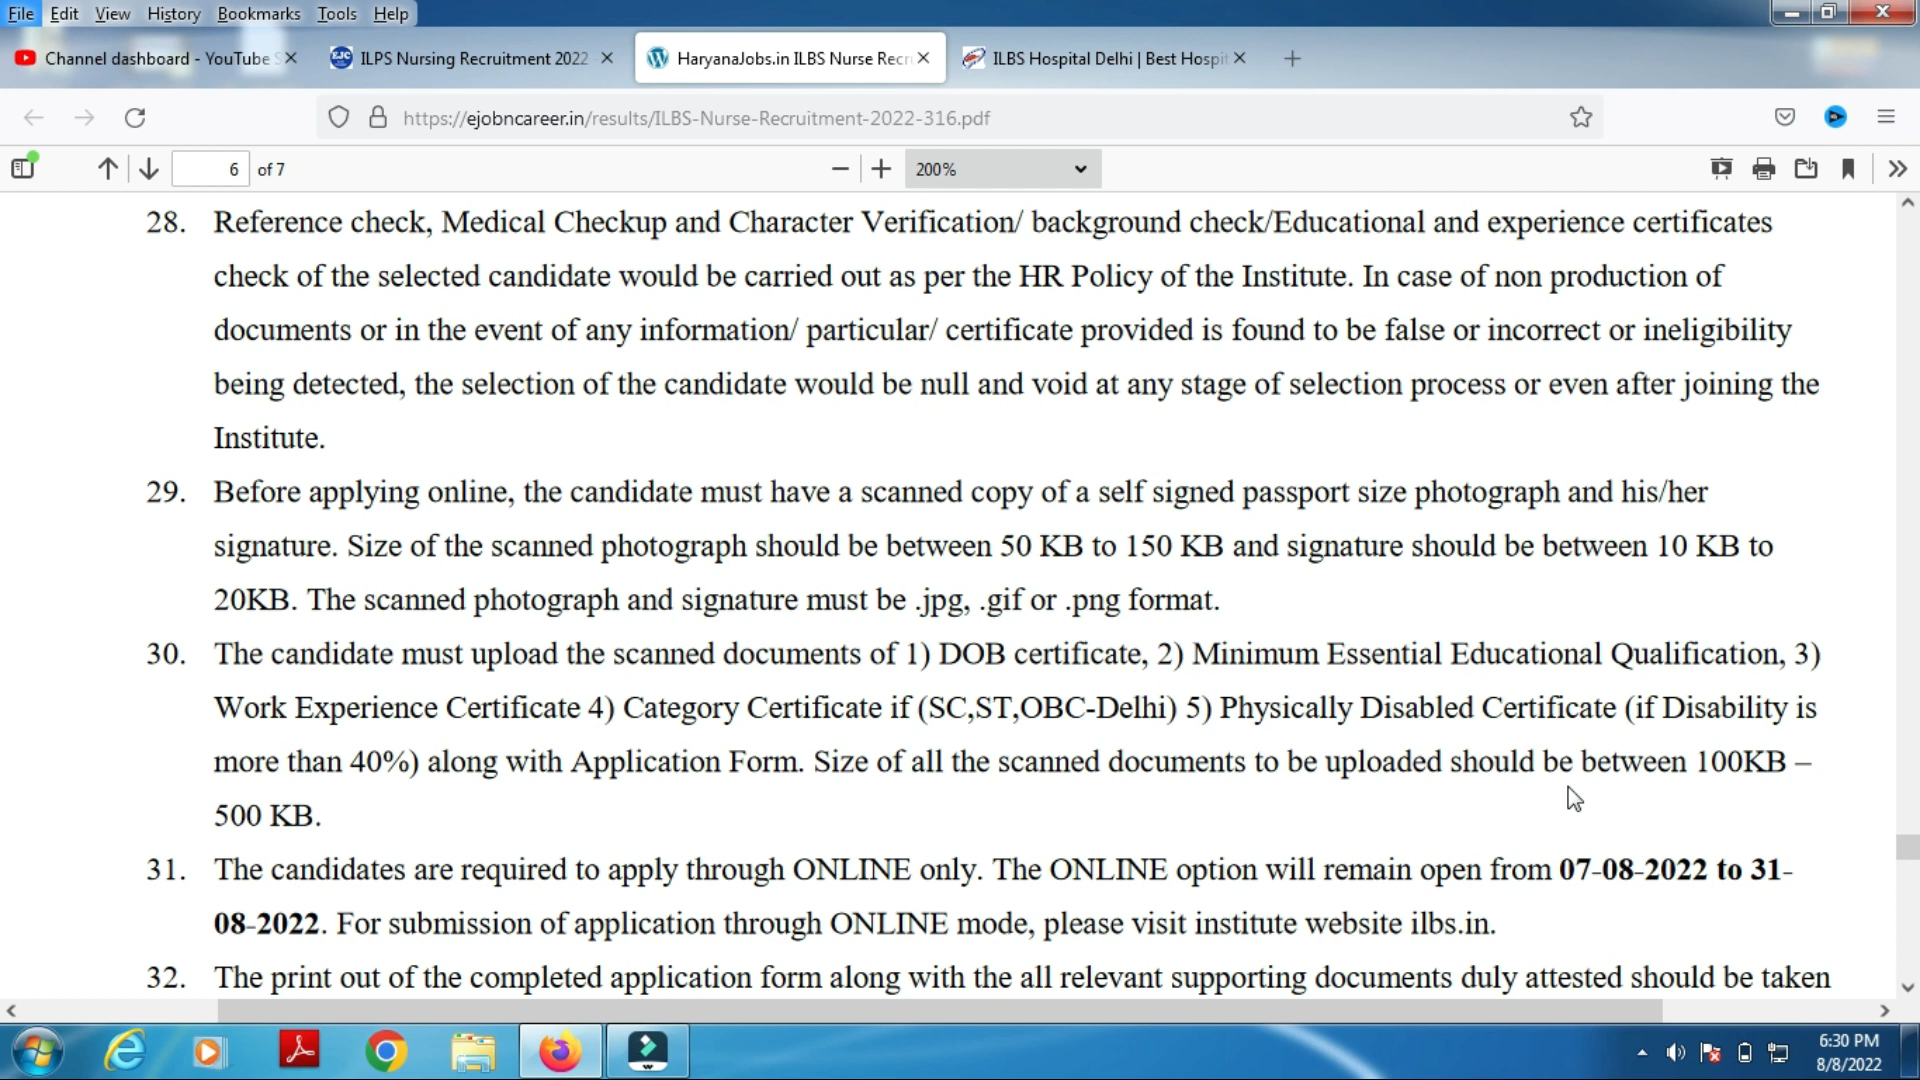 File Edit View History Bookmarks Tools Help
Channel dashboard - YouTube S
EJC ILPS Nursing Recruitment 2022
HaryanaJobs.in ILBS Nurse Recr
ILBS Hospital Delhi | Best Hospit
https://ejobncareer.in/results/ILBS-Nurse-Recruitment-2022-316.pdf
6 of 7
200%
28. Reference check, Medical Checkup and Character Verification/ background check/Educational and experience certificates
check of the selected candidate would be carried out as per the HR Policy of the Institute. In case of non production of
documents or in the event of any information/ particular/ certificate provided is found to be false or incorrect or ineligibility
being detected, the selection of the candidate would be null and void at any stage of selection process or even after joining the
Institute.
29. Before applying online, the candidate must have a scanned copy of a self signed passport size photograph and his/her
signature. Size of the scanned photograph should be between 50 KB to 150 KB and signature should be between 10 KB to
20KB. The scanned photograph and signature must be .jpg, .gif or .png format.
30. The candidate must upload the scanned documents of 1) DOB certificate, 2) Minimum Essential Educational Qualification, 3)
Work Experience Certificate 4) Category Certificate if (SC,ST,OBC-Delhi) 5) Physically Disabled Certificate (if Disability is
more than 40%) along with Application Form. Size of all the scanned documents to be uploaded should be between 100KB –
500 KB.
31. The candidates are required to apply through ONLINE only. The ONLINE option will remain open from 07-08-2022 to 31-
08-2022. For submission of application through ONLINE mode, please visit institute website ilbs.in.
32. The print out of the completed application form along with the all relevant supporting documents duly attested should be taken
6:30 PM
8/8/2022